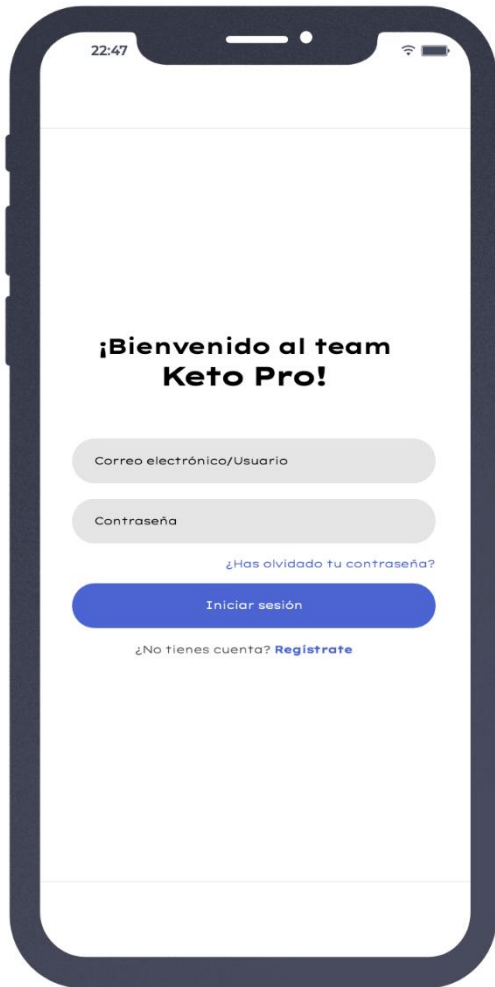 22:47
¡Bienvenido al team
Keto Pro!
Correo electrónico/Usuario
Contraseña
¿Has olvidado tu contraseña?
Iniciar sesión
¿No tienes cuenta? Regístrate